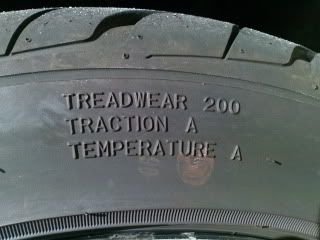 TREADWEAR 200
TRACTION A
TEMPERATURE A